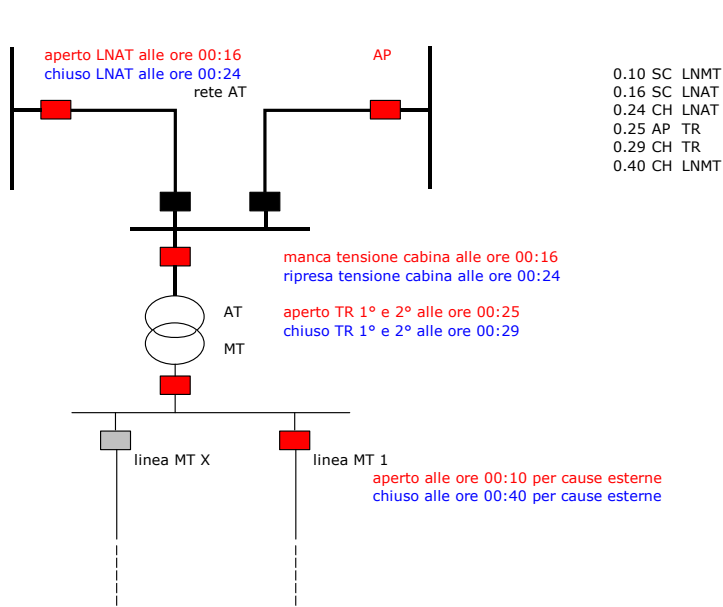 aperto LNAT alle ore 00:16
chiuso LNAT alle ore 00:24
rete AT
AP
0.10 SC LNMT
0.16 SC LNAT
0.24 CH LNAT
0.25 AP TR
0.29 CH TR
0.40 CH LNMT
manca tensione cabina alle ore 00:16
ripresa tensione cabina alle ore 00:24
AT
MT
aperto TR 1° e 2° alle ore 00:25
chiuso TR 1° e 2° alle ore 00:29
linea MT X
linea MT 1
aperto alle ore 00:10 per cause esterne
chiuso alle ore 00:40 per cause esterne